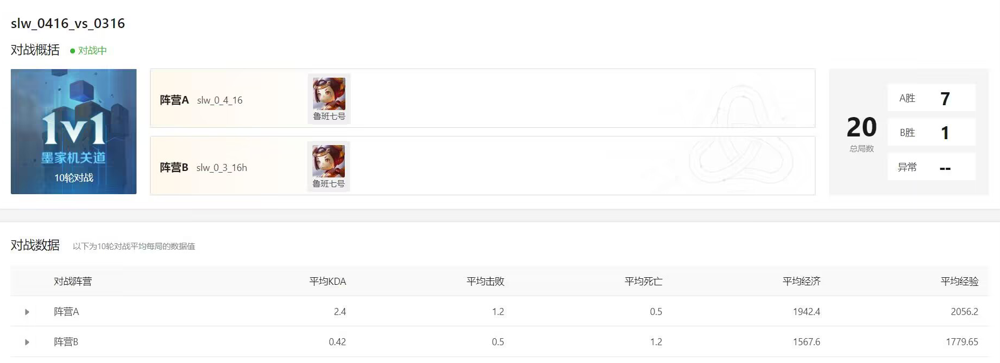 slw_0416_vs_0316
对战概括 对战中
1v1
墨家机关道
10轮对战
阵营A slw_0_4_16
鲁班七号
阵营B slw_0_3_16h
鲁班七号
20
总局数
A胜 7
B胜 1
异常 --
对战数据 以下为10轮对战平均每局的数据值
对战阵营 平均KDA 平均击败 平均死亡 平均经济 平均经验
阵营A 2.4 1.2 0.5 1942.4 2056.2
阵营B 0.42 0.5 1.2 1567.6 1779.65